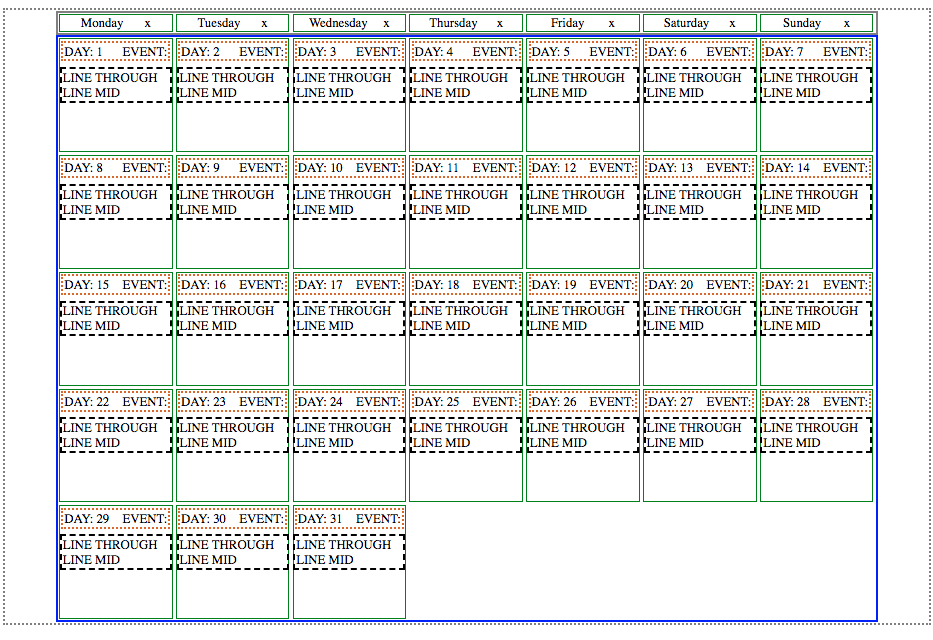 Monday x Tuesday x Wednesday x Thursday x Friday x Saturday x Sunday x
DAY: 1 EVENT: DAY: 2 EVENT: DAY: 3 EVENT: DAY: 4 EVENT: DAY: 5 EVENT: DAY: 6 EVENT: DAY: 7 EVENT:
LINE THROUGH LINE THROUGH LINE THROUGH LINE THROUGH LINE THROUGH LINE THROUGH LINE THROUGH
LINE MID LINE MID LINE MID LINE MID LINE MID LINE MID LINE MID
DAY: 8 EVENT: DAY: 9 EVENT: DAY: 10 EVENT: DAY: 11 EVENT: DAY: 12 EVENT: DAY: 13 EVENT: DAY: 14 EVENT:
LINE THROUGH LINE THROUGH LINE THROUGH LINE THROUGH LINE THROUGH LINE THROUGH LINE THROUGH
LINE MID LINE MID LINE MID LINE MID LINE MID LINE MID LINE MID
DAY: 15 EVENT: DAY: 16 EVENT: DAY: 17 EVENT: DAY: 18 EVENT: DAY: 19 EVENT: DAY: 20 EVENT: DAY: 21 EVENT:
LINE THROUGH LINE THROUGH LINE THROUGH LINE THROUGH LINE THROUGH LINE THROUGH LINE THROUGH
LINE MID LINE MID LINE MID LINE MID LINE MID LINE MID LINE MID
DAY: 22 EVENT: DAY: 23 EVENT: DAY: 24 EVENT: DAY: 25 EVENT: DAY: 26 EVENT: DAY: 27 EVENT: DAY: 28 EVENT:
LINE THROUGH LINE THROUGH LINE THROUGH LINE THROUGH LINE THROUGH LINE THROUGH LINE THROUGH
LINE MID LINE MID LINE MID LINE MID LINE MID LINE MID LINE MID
DAY: 29 EVENT: DAY: 30 EVENT: DAY: 31 EVENT:
LINE THROUGH LINE THROUGH LINE THROUGH
LINE MID LINE MID LINE MID